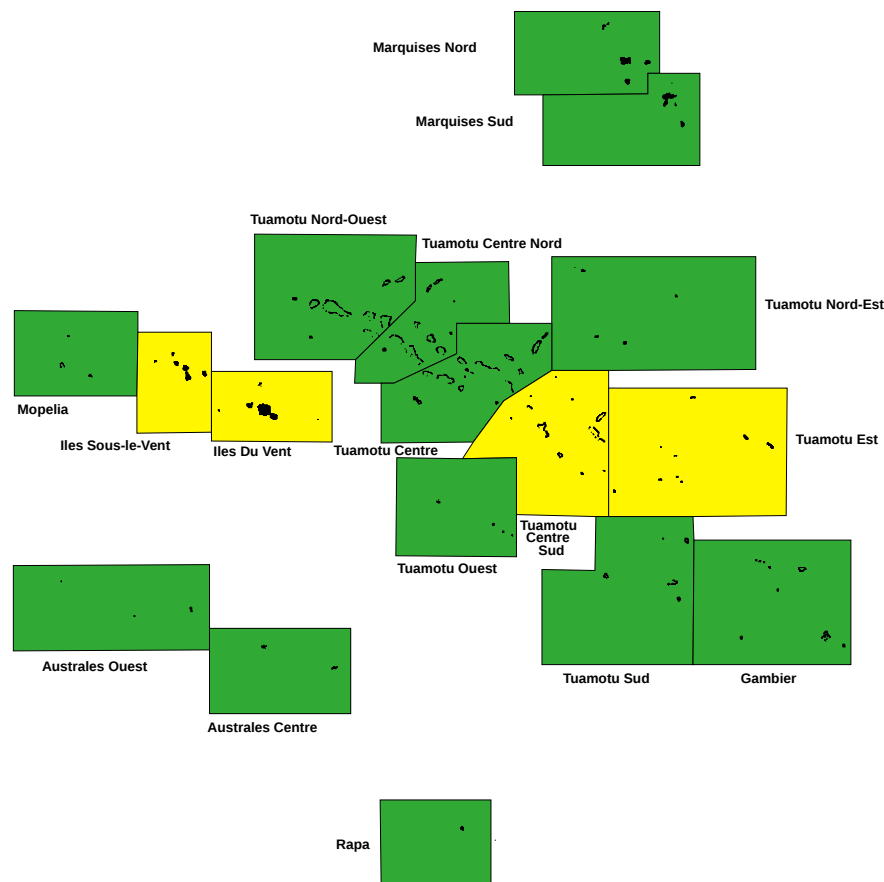 Marquises Nord
Marquises Sud
Tuamotu Nord-Ouest
Tuamotu Centre Nord
Tuamotu Nord-Est
Mopelia
Iles Sous-le-Vent
Iles Du Vent
Tuamotu Centre
Tuamotu Est
Tuamotu
Centre
Sud
Tuamotu Ouest
Australes Ouest
Tuamotu Sud
Gambier
Australes Centre
Rapa